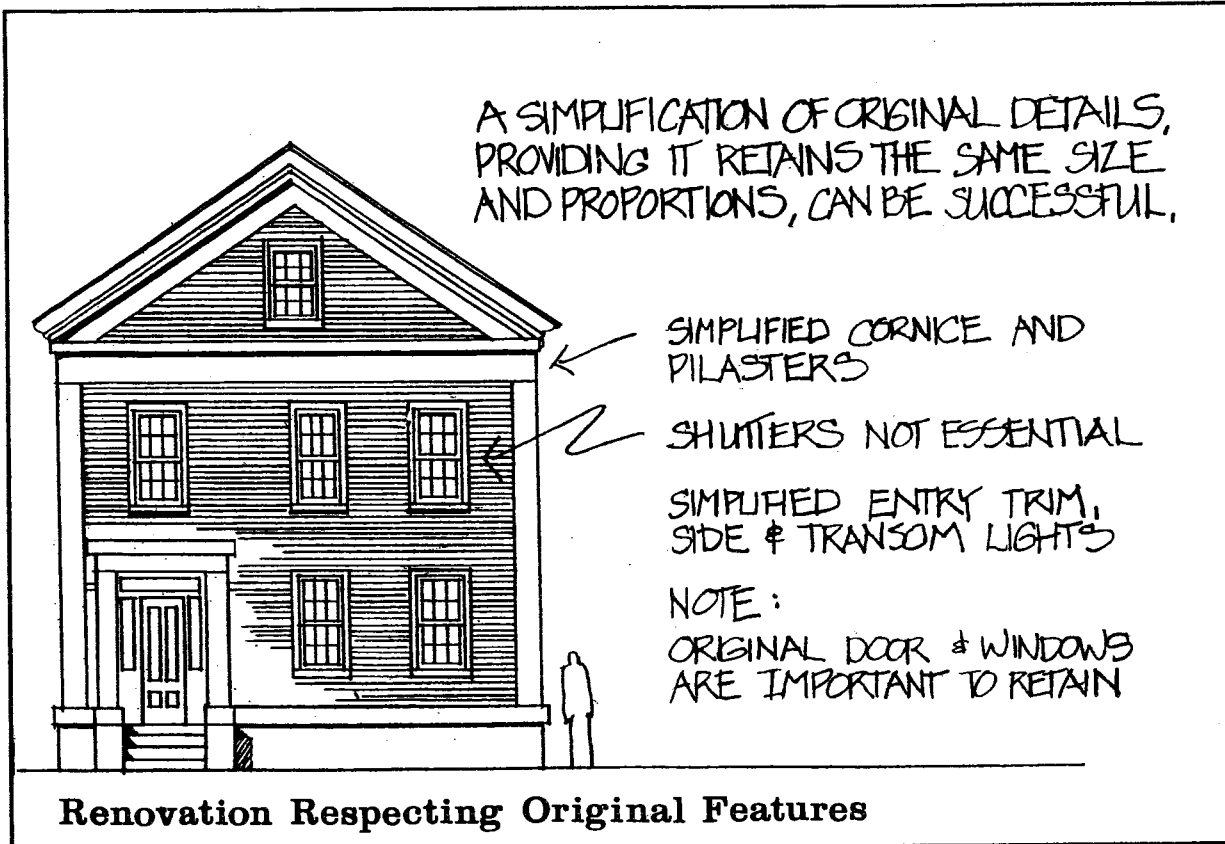 A SIMPLIFICATION OF ORIGINAL DETAILS,
PROVIDING IT RETAINS THE SAME SIZE
AND PROPORTIONS, CAN BE SUCCESSFUL.
SIMPLIFIED CORNICE AND
PILASTERS
SHUTTERS NOT ESSENTIAL
SIMPLIFIED ENTRY TRIM,
SIDE & TRANSOM LIGHTS
NOTE:
ORIGINAL DOOR & WINDOWS
ARE IMPORTANT TO RETAIN
Renovation Respecting Original Features